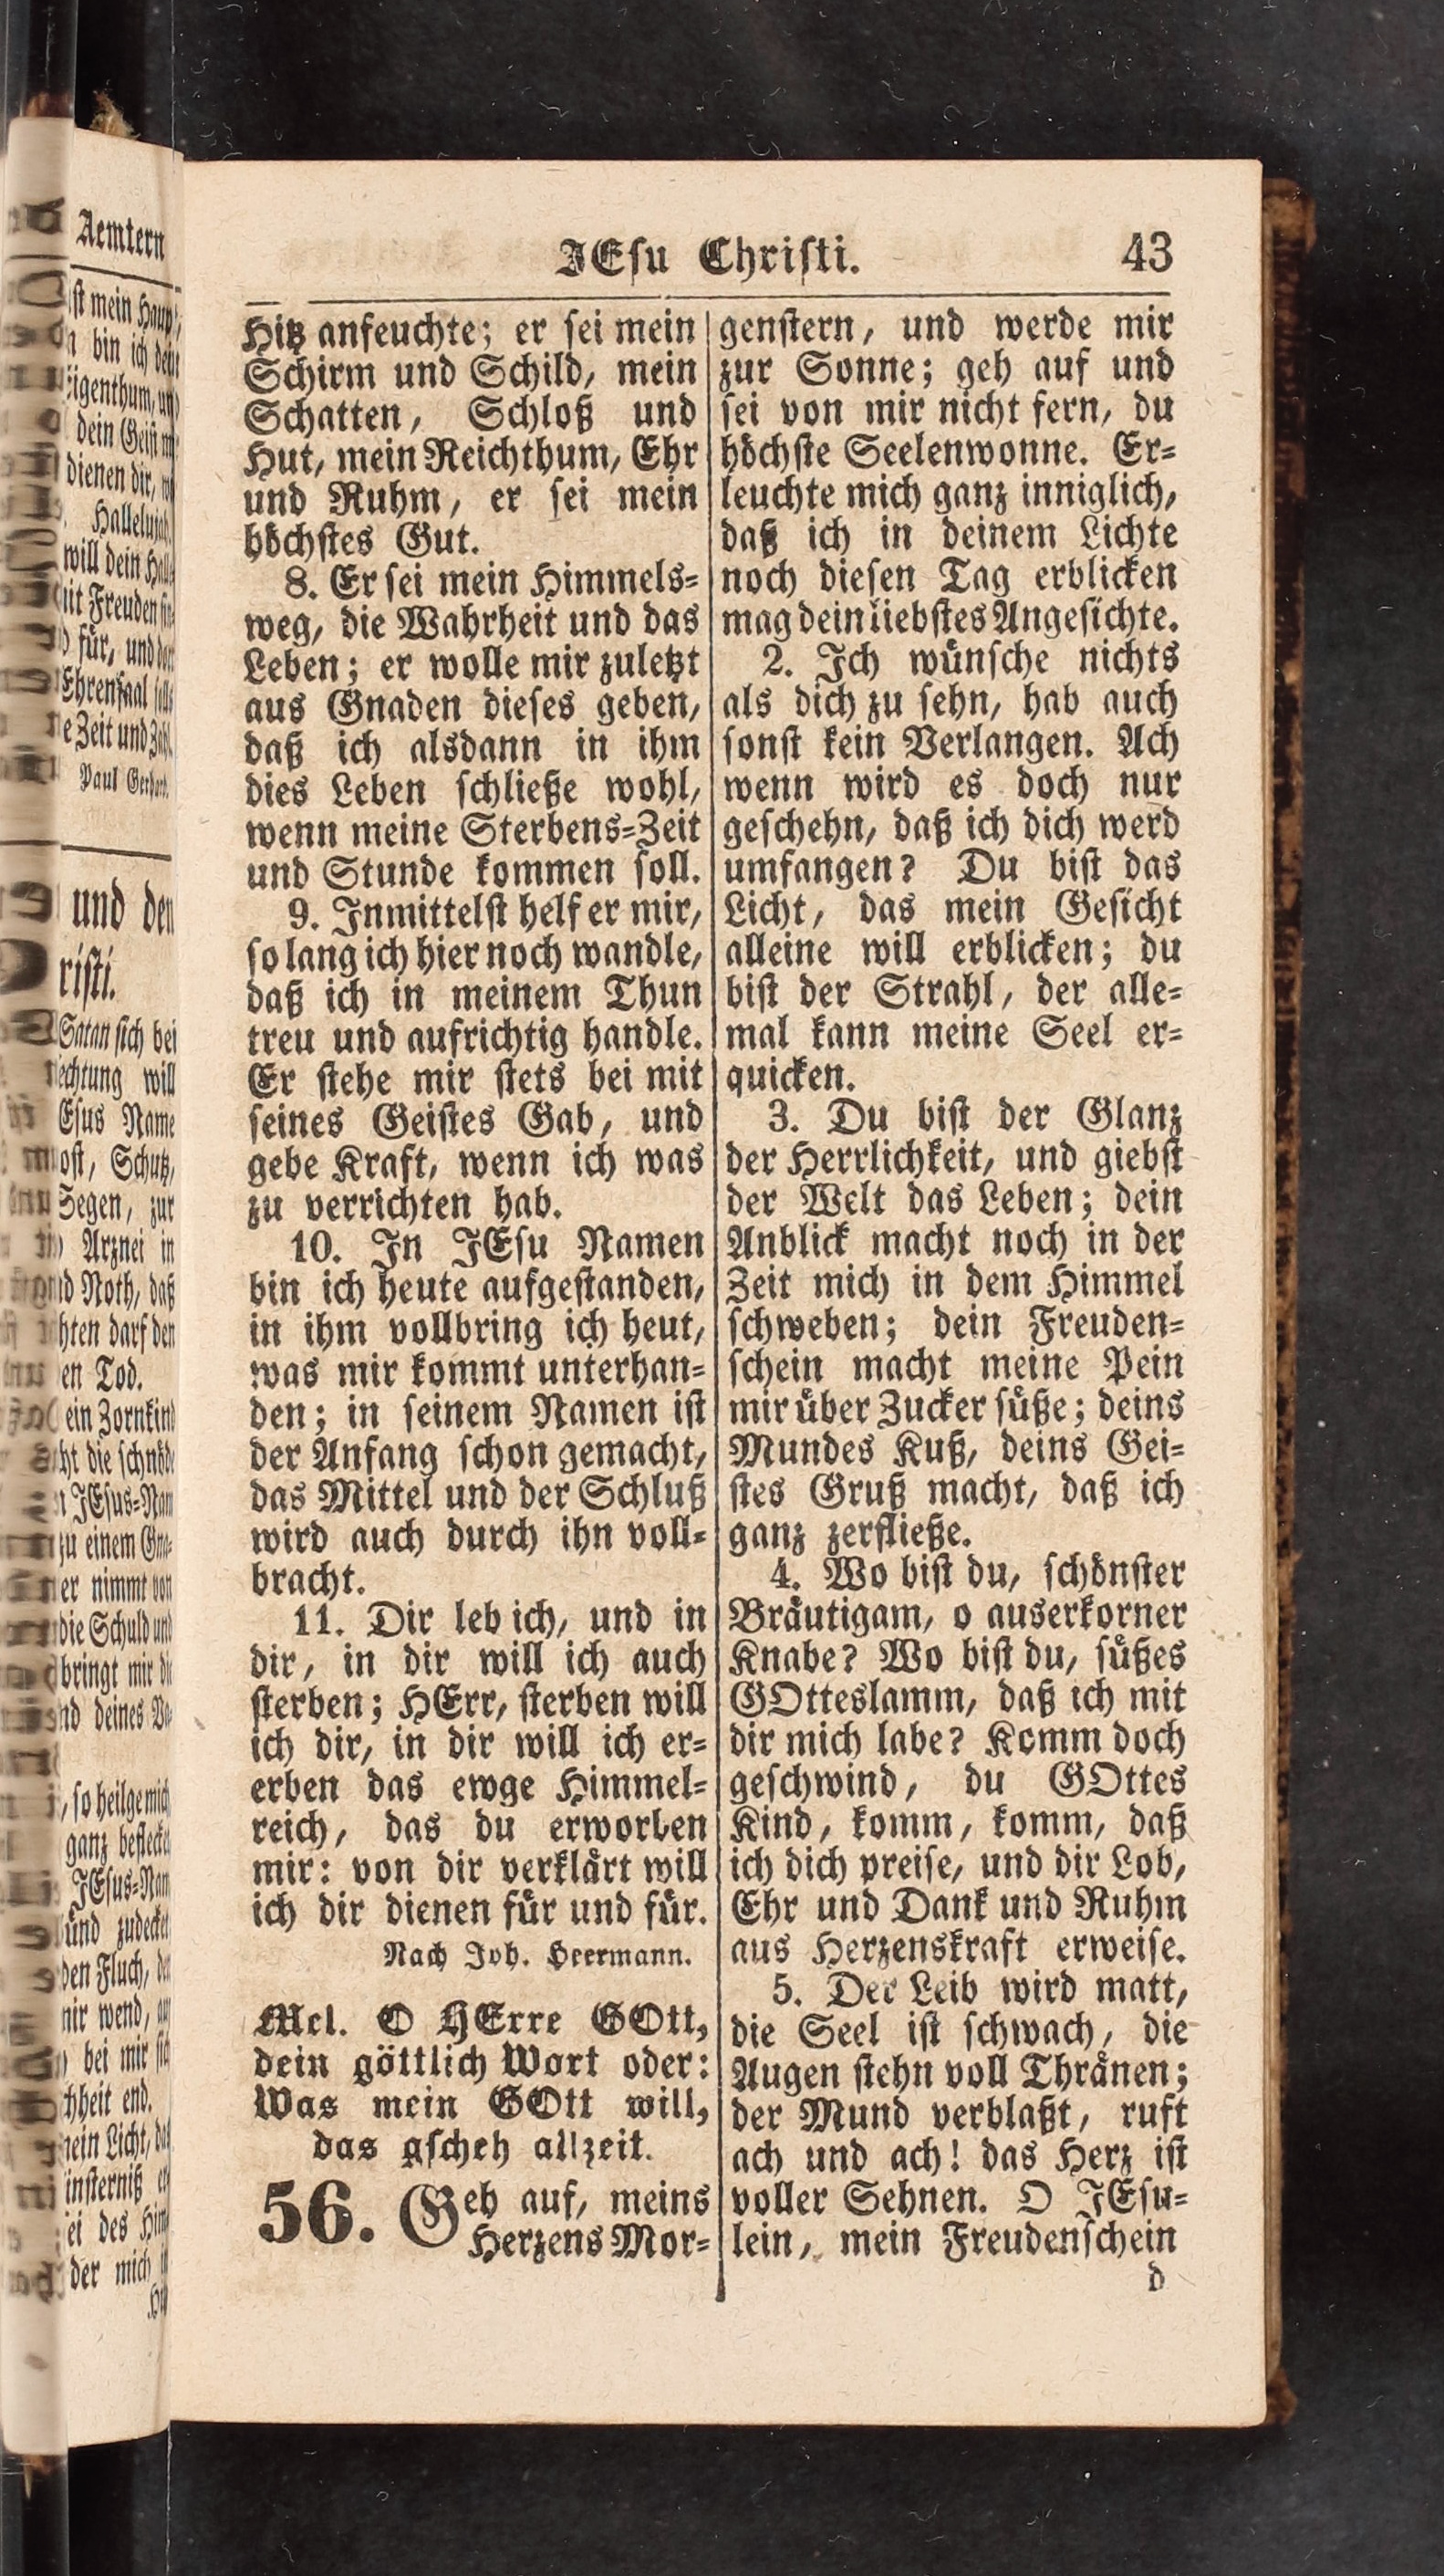 JEsu Christi. 43
Hitz anfeuchte; er sei mein
Schirm und Schild, mein
Schatten, Schloß und
Hut, mein Reichthum, Ehr
und Ruhm, er sei mein
höchstes Gut.
8. Er sei mein Himmels-
weg, die Wahrheit und das
Leben; er wolle mir zuletzt
aus Gnaden dieses geben,
daß ich alsdann in ihm
dies Leben schließe wohl,
wenn meine Sterbens-Zeit
und Stunde kommen soll.
9. Inmittelst helf er mir,
so lang ich hier noch wandle,
daß ich in meinem Thun
treu und aufrichtig handle.
Er stehe mir stets bei mit
seines Geistes Gab, und
gebe Kraft, wenn ich was
zu verrichten hab.
10. In JEsu Namen
bin ich heute aufgestanden,
in ihm vollbring ich heut,
was mir kommt unterhan-
den; in seinem Namen ist
der Anfang schon gemacht,
das Mittel und der Schluß
wird auch durch ihn voll-
bracht.
11. Dir leb ich, und in
dir, in dir will ich auch
sterben; HErr, sterben will
ich dir, in dir will ich er-
erben das ewge Himmel-
reich, das du erworben
mir: von dir verklärt will
ich dir dienen für und für.
Nach Joh. Heermann.
Mel. O HErre GOtt,
dein göttlich Wort oder:
Was mein GOtt will,
das gscheh allzeit.
56. Geh auf, meins
Herzens Mor-
genstern, und werde mir
zur Sonne; geh auf und
sei von mir nicht fern, du
höchste Seelenwonne. Er-
leuchte mich ganz inniglich,
daß ich in deinem Lichte
noch diesen Tag erblicken
mag dein liebstes Angesichte.
2. Ich wünsche nichts
als dich zu sehn, hab auch
sonst kein Verlangen. Ach
wenn wird es doch nur
geschehn, daß ich dich werd
umfangen? Du bist das
Licht, das mein Gesicht
alleine will erblicken; du
bist der Strahl, der alle-
mal kann meine Seel er-
quicken.
3. Du bist der Glanz
der Herrlichkeit, und giebst
der Welt das Leben; dein
Anblick macht noch in der
Zeit mich in dem Himmel
schweben; dein Freuden-
schein macht meine Pein
mir über Zucker süße; deins
Mundes Kuß, deins Gei-
stes Gruß macht, daß ich
ganz zerfließe.
4. Wo bist du, schönster
Bräutigam, o auserkorner
Knabe? Wo bist du, süßes
GOtteslamm, daß ich mit
dir mich labe? Komm doch
geschwind, du GOttes
Kind, komm, komm, daß
ich dich preise, und dir Lob,
Ehr und Dank und Ruhm
aus Herzenskraft erweise.
5. Der Leib wird matt,
die Seel ist schwach, die
Augen stehn voll Thränen;
der Mund verblaßt, ruft
ach und ach! das Herz ist
voller Sehnen. O JEsu-
lein, mein Freudenschein
d